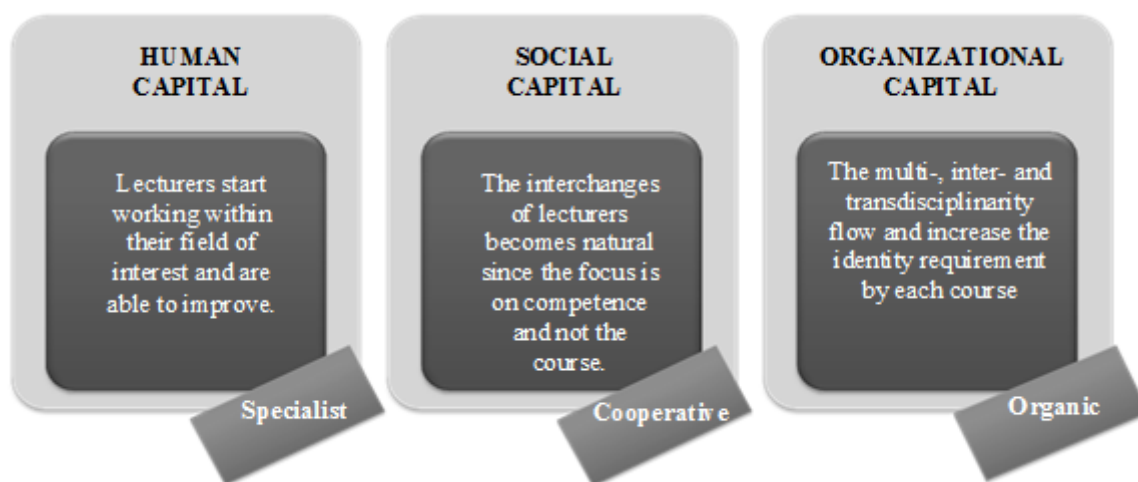 HUMAN
CAPITAL
Lecturers start
working within
their field of
interest and are
able to improve.
Specialist
SOCIAL
CAPITAL
The interchanges
of lecturers
becomes natural
since the focus is
on competence
and not the
course.
Cooperative
ORGANIZATIONAL
CAPITAL
The multi-, inter- and
transdisciplinarity
flow and increase the
identity requirement
by each course
Organic